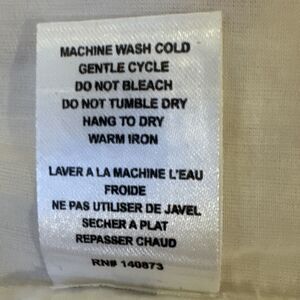 MACHINE WASH COLD
GENTLE CYCLE
DO NOT BLEACH
DO NOT TUMBLE DRY
HANG TO DRY
WARM IRON
LAVER A LA MACHINE L'EAU
FROIDE
NE PAS UTILISER DE JAVEL
SECHER A PLAT
REPASSER CHAUD
RN# 140873